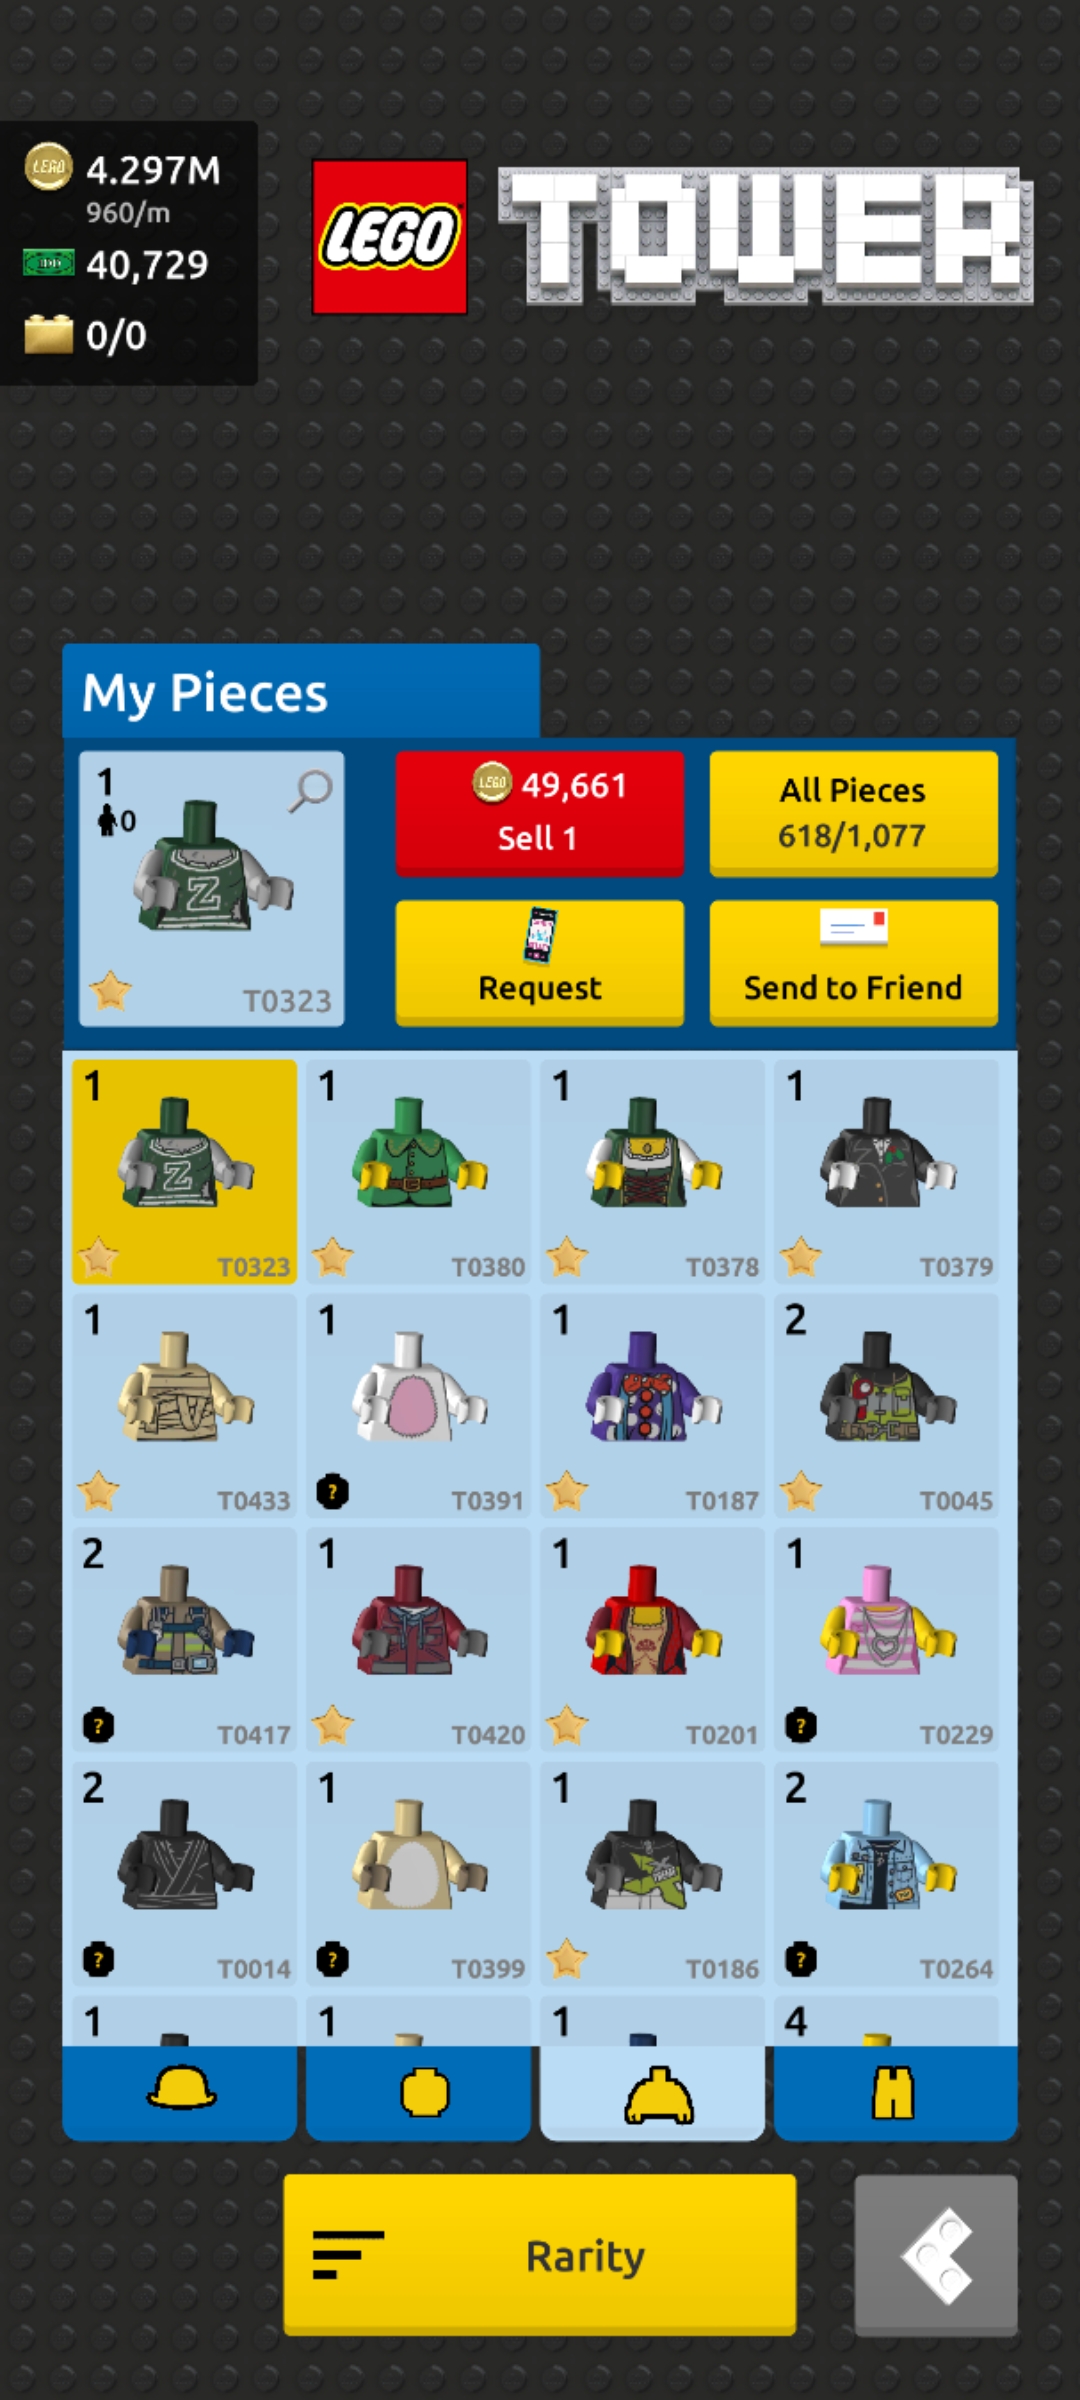 LEGO
4.297M
960/m
40,729
0/0
LEGO TOWER
My Pieces
1
0
Z
T0323
LEGO 49,661
Sell 1
All Pieces
618/1,077
Request
Send to Friend
1 1 1 1
Z
T0323 T0380 T0378 T0379
1 1 1 2
? 
T0433 T0391 T0187 T0045
2 1 1 1
? ?
T0417 T0420 T0201 T0229
2 1 1 2
? ? ?
T0014 T0399 T0186 T0264
1 1 1 4
Rarity